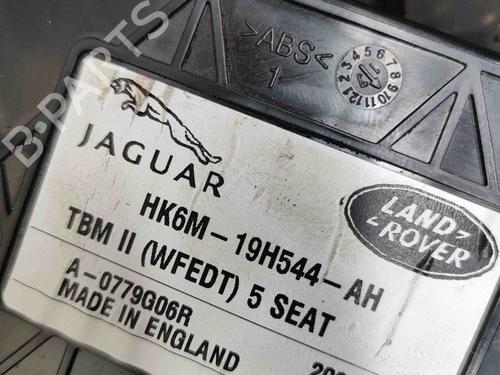 >ABS<
1
JAGUAR
LAND
ROVER
HK6M-19H544-AH
TBM II (WFEDT) 5 SEAT
A-0779G06R
MADE IN ENGLAND
B-PARTS